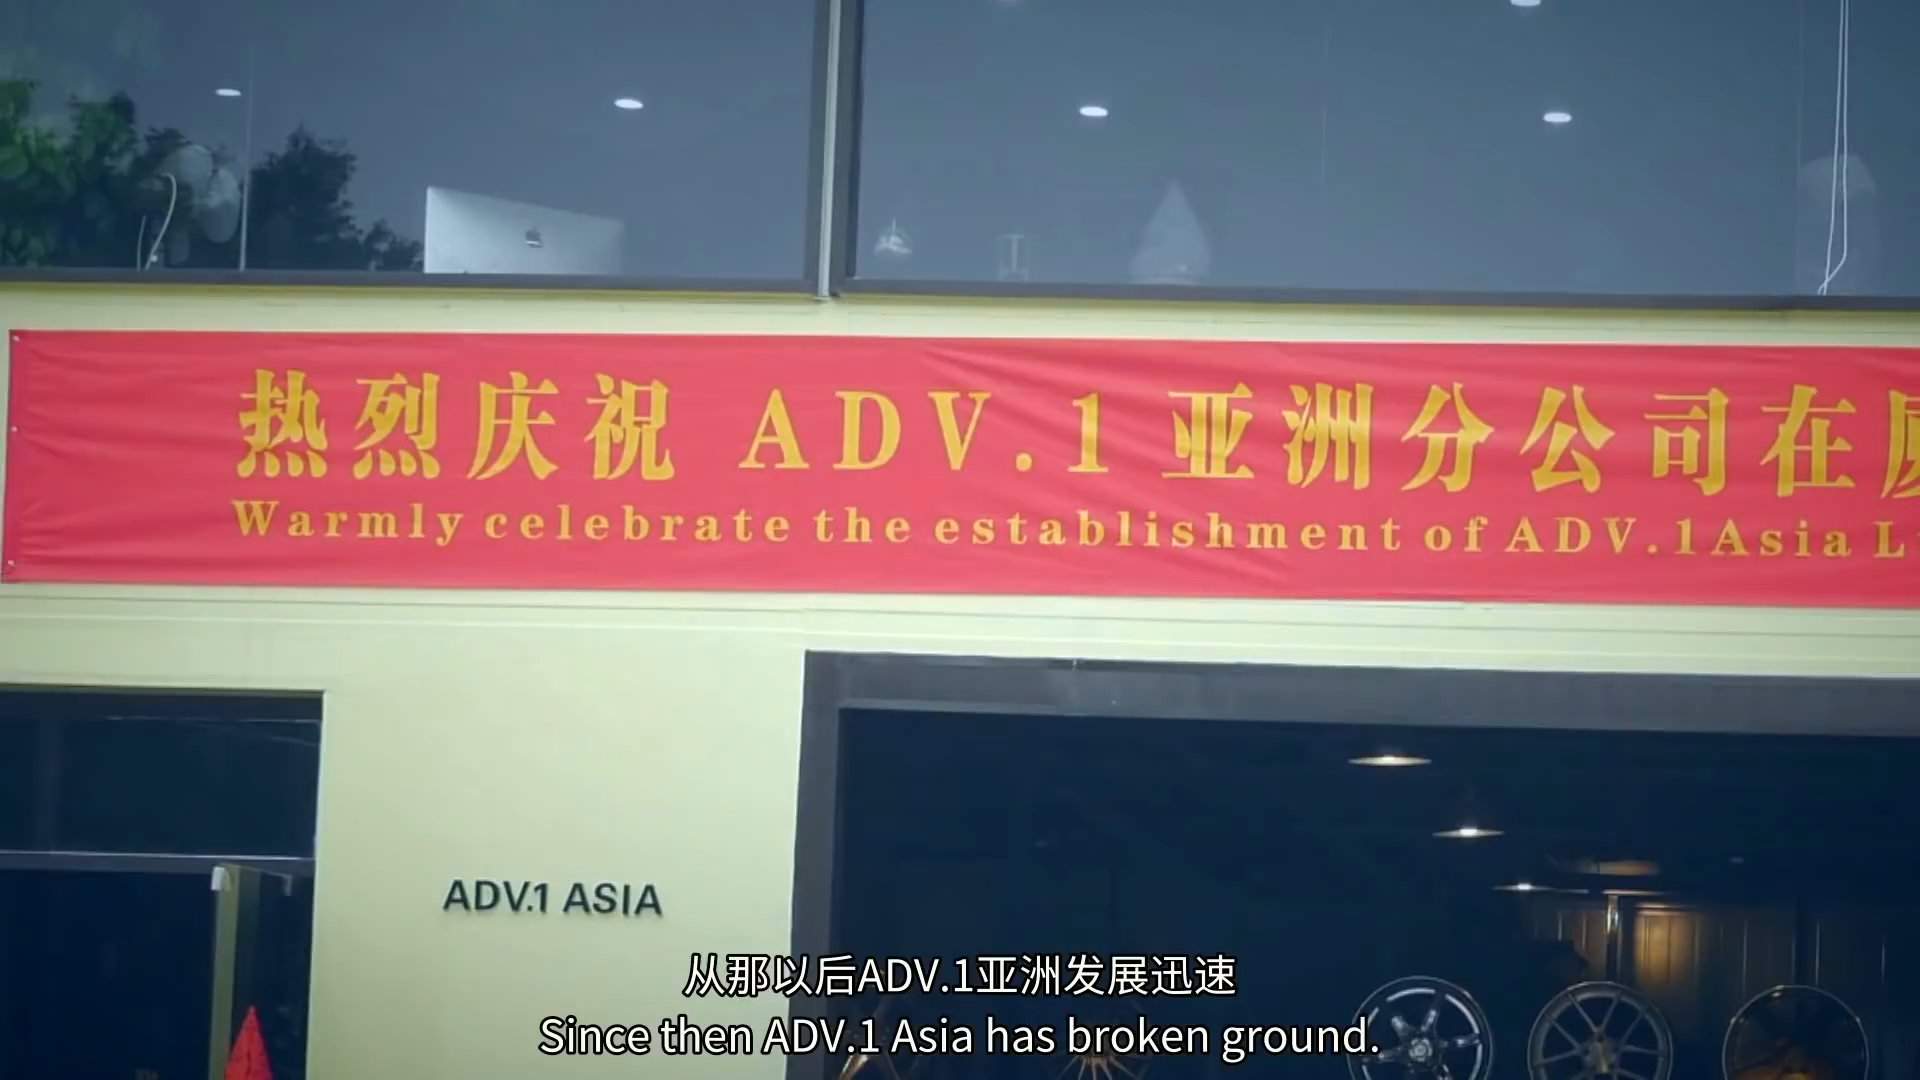 热烈庆祝 ADV.1亚洲分公司在
Warmly celebrate the establishment of ADV.1Asia
ADV.1 ASIA
从那以后ADV.1亚洲发展迅速
Since then ADV.1 Asia has broken ground.